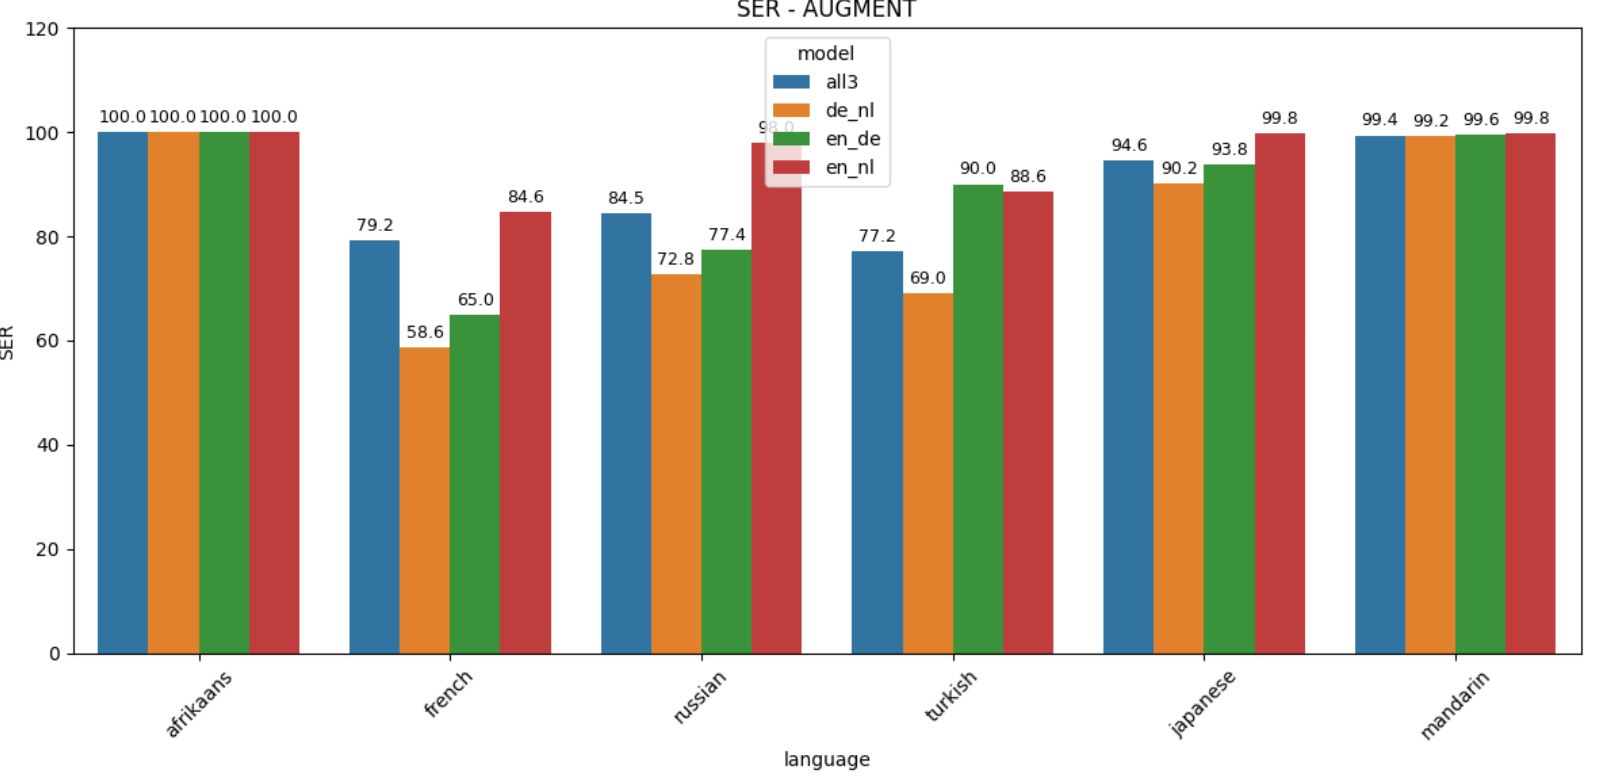 SER - AUGMENT
model
all3
de_nl
en_de
en_nl
SER
120
100
80
60
40
20
0
100.0 100.0 100.0 100.0
79.2 58.6 65.0 84.6
84.5 72.8 77.4 98.0
77.2 69.0 90.0 88.6
94.6 90.2 93.8 99.8
99.4 99.2 99.6 99.8
afrikaans french russian turkish japanese mandarin
language